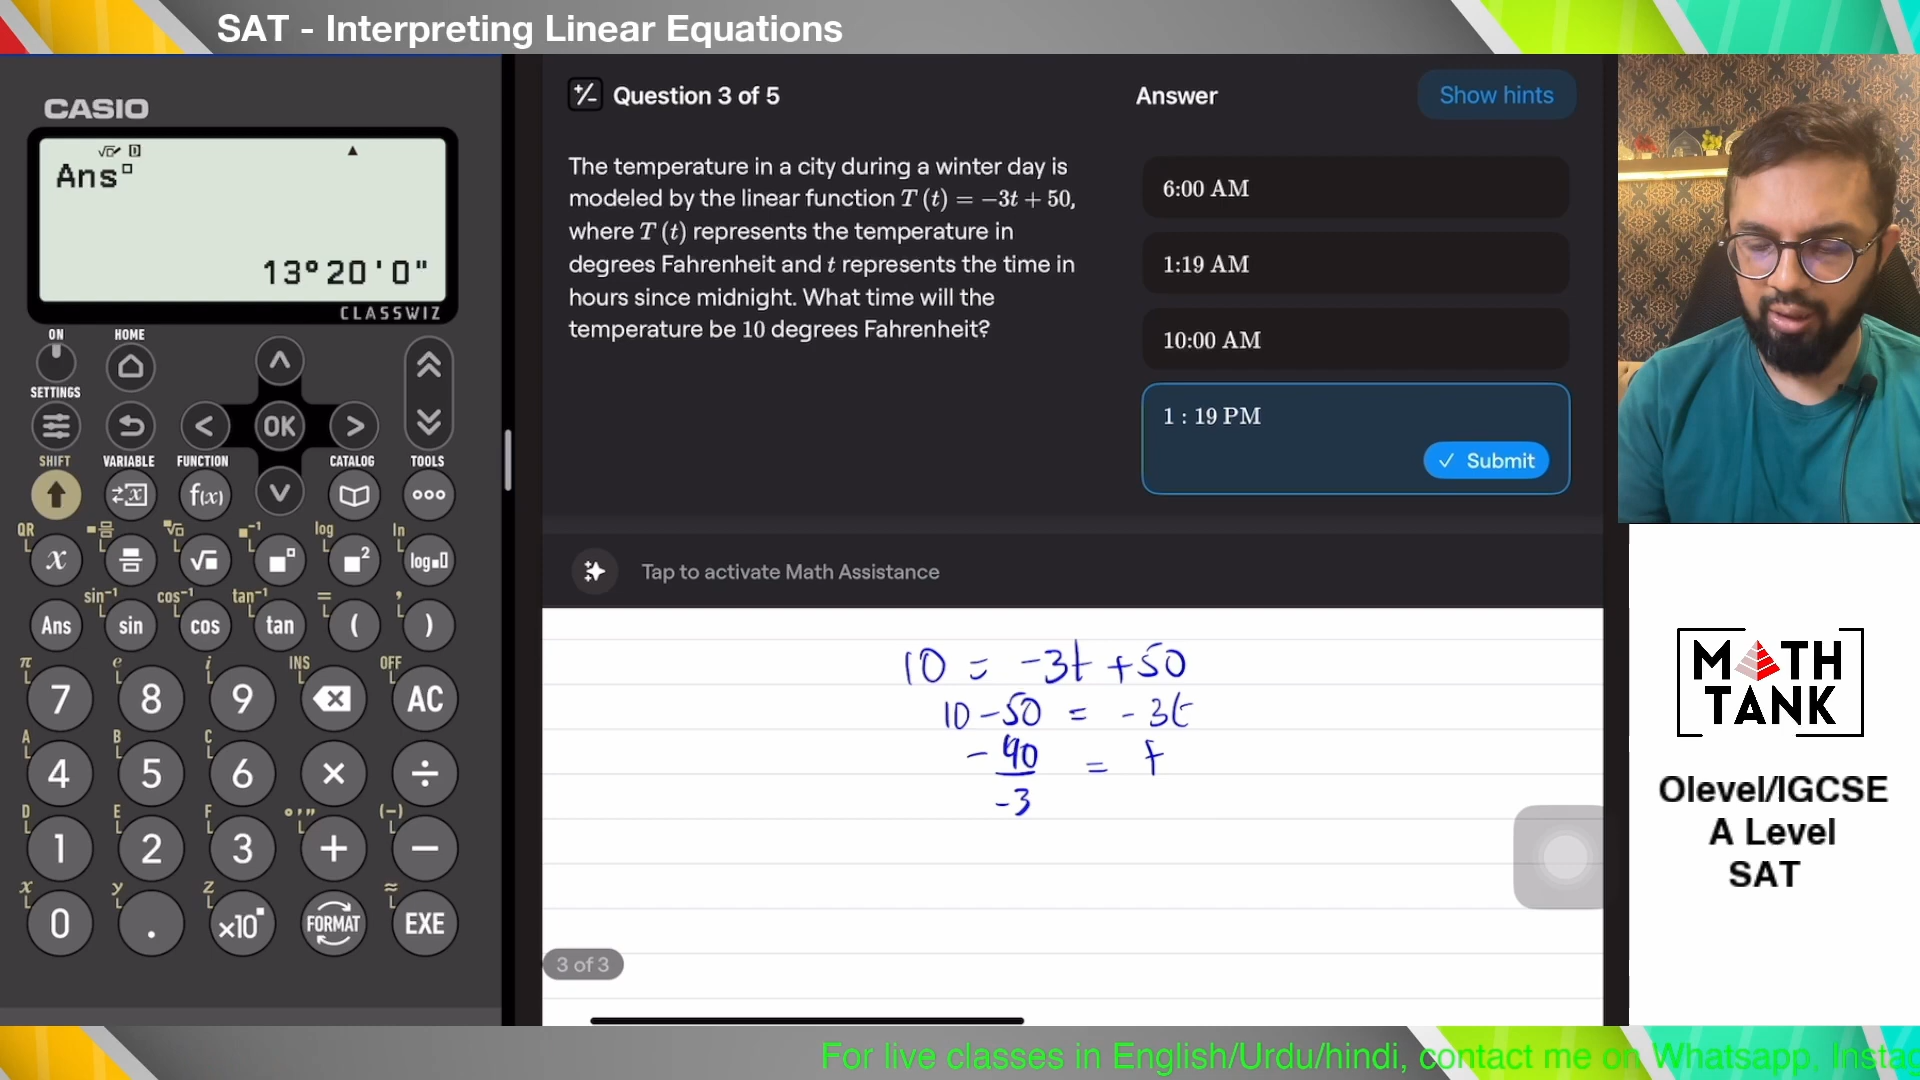 SAT - Interpreting Linear Equations
CASIO
√□ D ▲
Ans□
13°20'0"
CLASSWIZ
ON HOME
SETTINGS
OK
SHIFT VARIABLE FUNCTION CATALOG TOOLS
x f(x)
QR log ln
x √■ ■□ ■² log■□
sin⁻¹ cos⁻¹ tan⁻¹ = ,
Ans sin cos tan ( )
π e i INS OFF
7 8 9 AC
A B C
4 5 6 × ÷
D E F °'" (−)
1 2 3 + −
x y z ≈
0 . ×10■ FORMAT EXE
+/− Question 3 of 5
The temperature in a city during a winter day is
modeled by the linear function T (t) = −3t + 50,
where T (t) represents the temperature in
degrees Fahrenheit and t represents the time in
hours since midnight. What time will the
temperature be 10 degrees Fahrenheit?
Answer
Show hints
6:00 AM
1:19 AM
10:00 AM
1 : 19 PM
✓ Submit
Tap to activate Math Assistance
10 = -3t +50
10-50 = -3t
-40 = t
-3
3 of 3
MATH
TANK
Olevel/IGCSE
A Level
SAT
For live classes in English/Urdu/hindi, contact me on Whatsapp, Instag